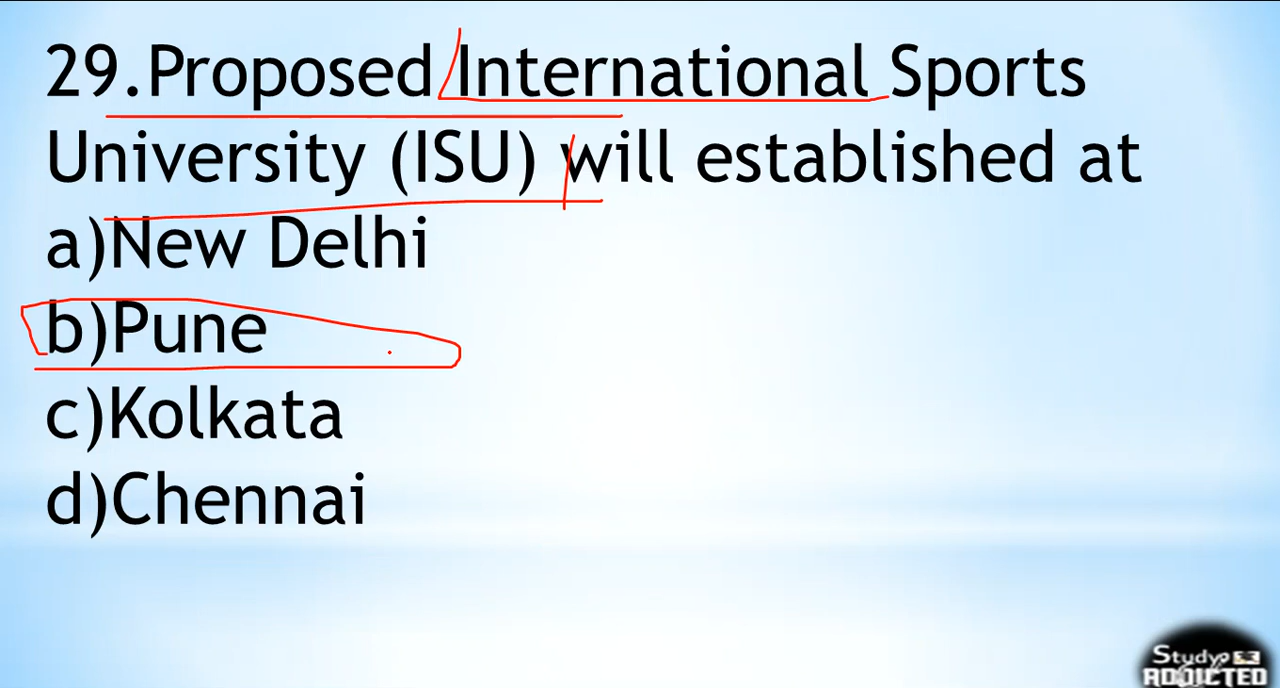 29.Proposed International Sports
University (ISU) will established at
a)New Delhi
b)Pune
c)Kolkata
d)Chennai
Study
ADDICTED